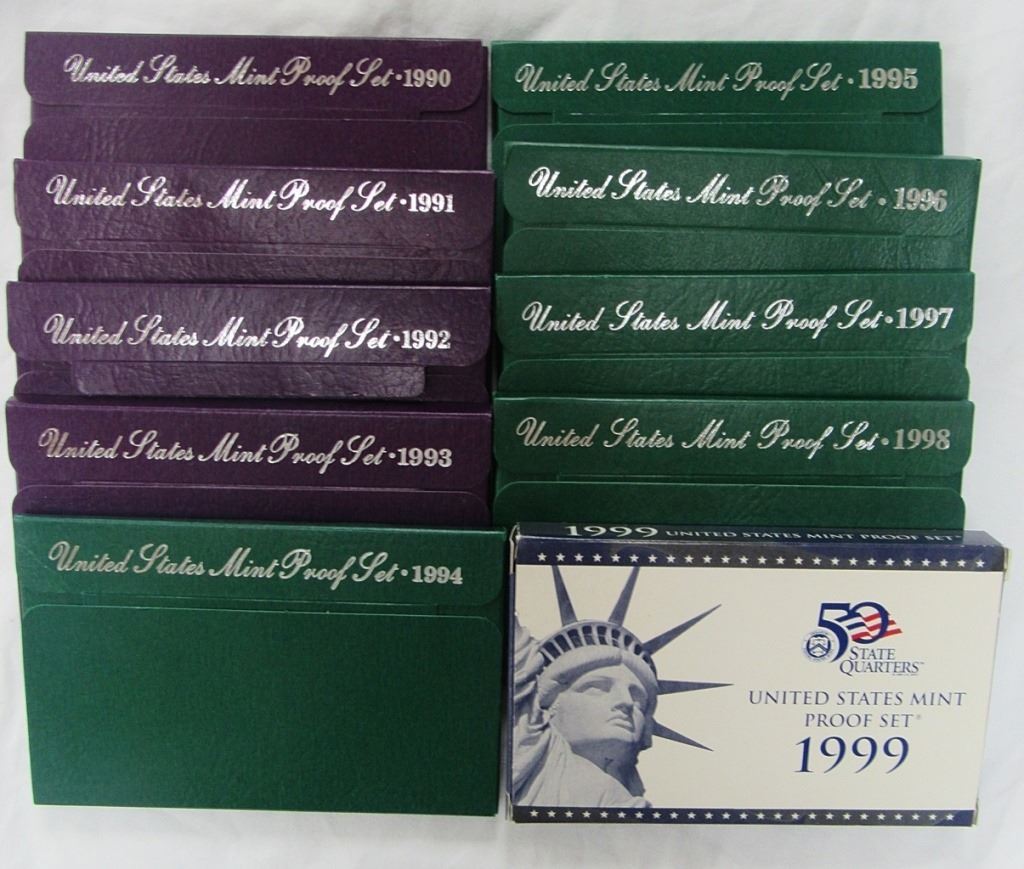 United States Mint Proof Set • 1990
United States Mint Proof Set • 1991
United States Mint Proof Set • 1992
United States Mint Proof Set • 1993
United States Mint Proof Set • 1994
United States Mint Proof Set • 1995
United States Mint Proof Set • 1996
United States Mint Proof Set • 1997
United States Mint Proof Set • 1998
1999 UNITED STATES MINT PROOF SET
50
STATE
QUARTERS™
UNITED STATES MINT
PROOF SET®
1999